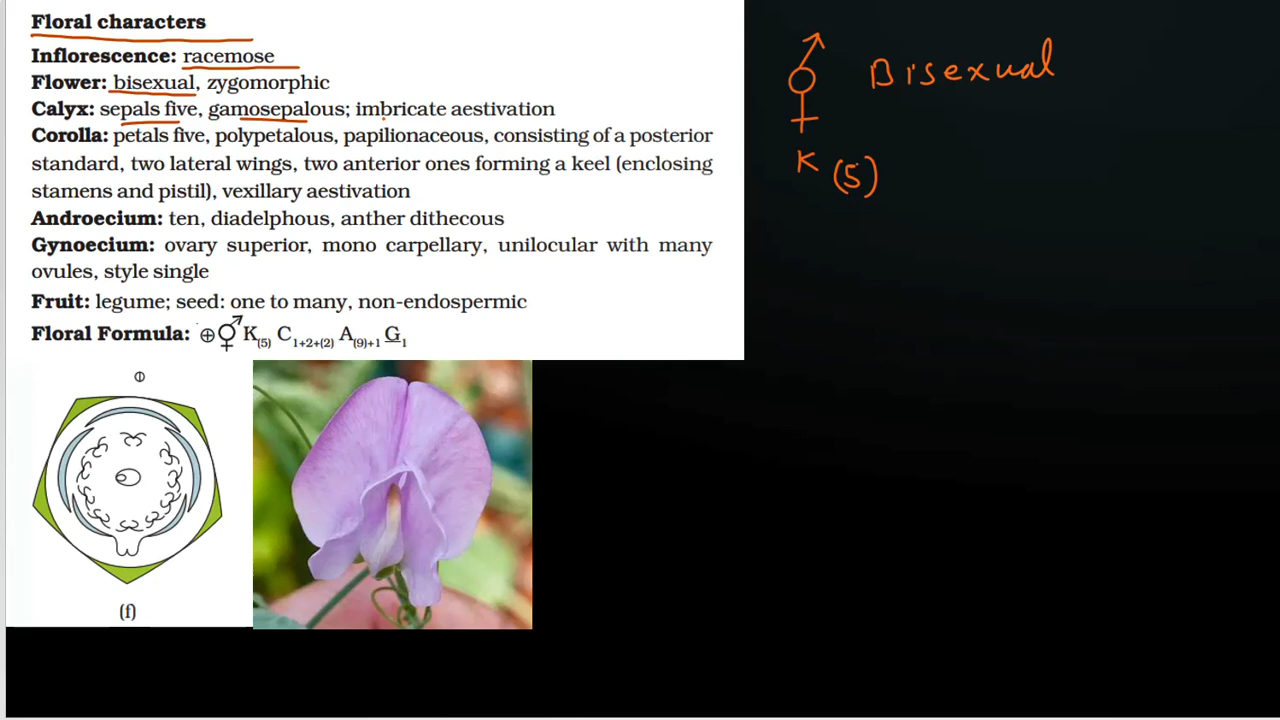 Floral characters
Inflorescence: racemose
Flower: bisexual, zygomorphic
Calyx: sepals five, gamosepalous; imbricate aestivation
Corolla: petals five, polypetalous, papilionaceous, consisting of a posterior
standard, two lateral wings, two anterior ones forming a keel (enclosing
stamens and pistil), vexillary aestivation
Androecium: ten, diadelphous, anther dithecous
Gynoecium: ovary superior, mono carpellary, unilocular with many
ovules, style single
Fruit: legume; seed: one to many, non-endospermic
Floral Formula: ⊕⚥K(5) C1+2+(2) A(9)+1 G1
(f)
⚥ Bisexual
K (5)